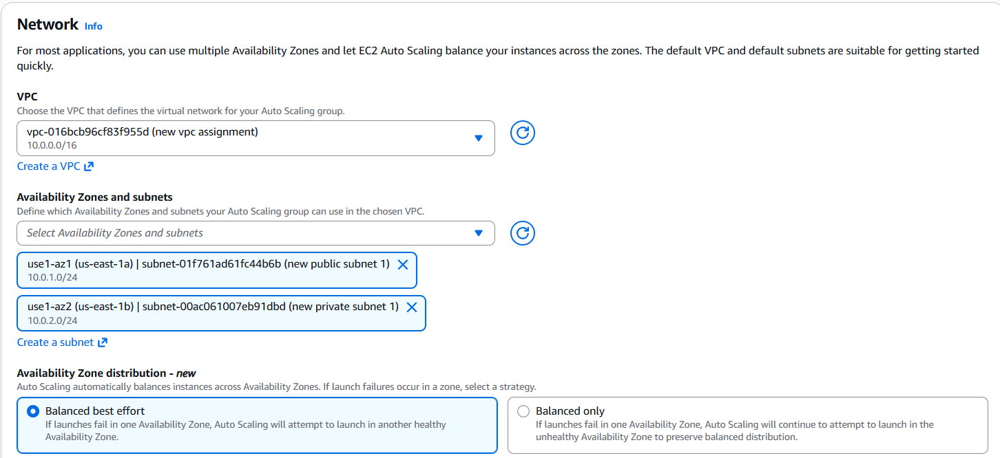 Network Info
For most applications, you can use multiple Availability Zones and let EC2 Auto Scaling balance your instances across the zones. The default VPC and default subnets are suitable for getting started
quickly.
VPC
Choose the VPC that defines the virtual network for your Auto Scaling group.
vpc-016bcb96cf83f955d (new vpc assignment)
10.0.0.0/16
Create a VPC
Availability Zones and subnets
Define which Availability Zones and subnets your Auto Scaling group can use in the chosen VPC.
Select Availability Zones and subnets
use1-az1 (us-east-1a) | subnet-01f761ad61fc44b6b (new public subnet 1)
10.0.1.0/24
use1-az2 (us-east-1b) | subnet-00ac061007eb91dbd (new private subnet 1)
10.0.2.0/24
Create a subnet
Availability Zone distribution - new
Auto Scaling automatically balances instances across Availability Zones. If launch failures occur in a zone, select a strategy.
Balanced best effort
If launches fail in one Availability Zone, Auto Scaling will attempt to launch in another healthy
Availability Zone.
Balanced only
If launches fail in one Availability Zone, Auto Scaling will continue to attempt to launch in the
unhealthy Availability Zone to preserve balanced distribution.